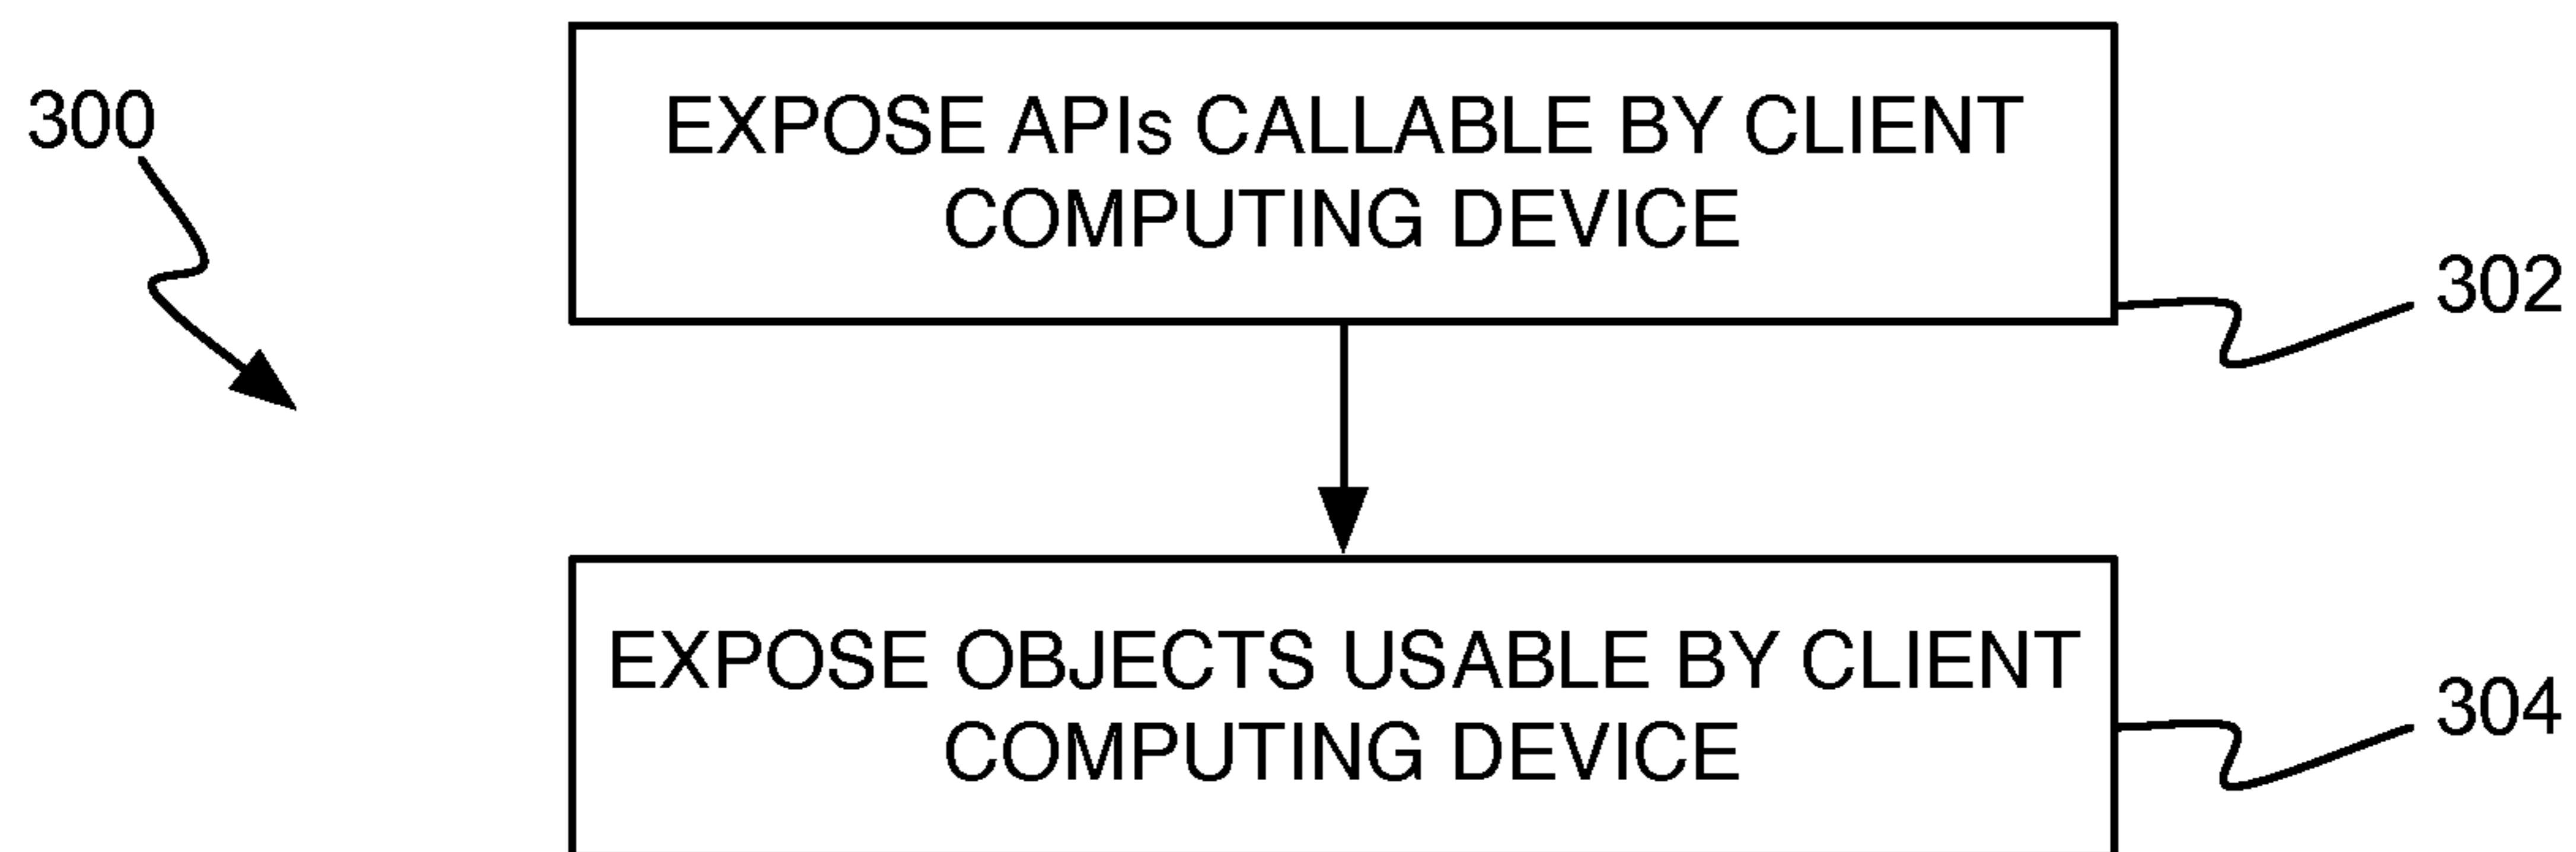 300
EXPOSE APIs CALLABLE BY CLIENT
COMPUTING DEVICE
302
EXPOSE OBJECTS USABLE BY CLIENT
COMPUTING DEVICE
304